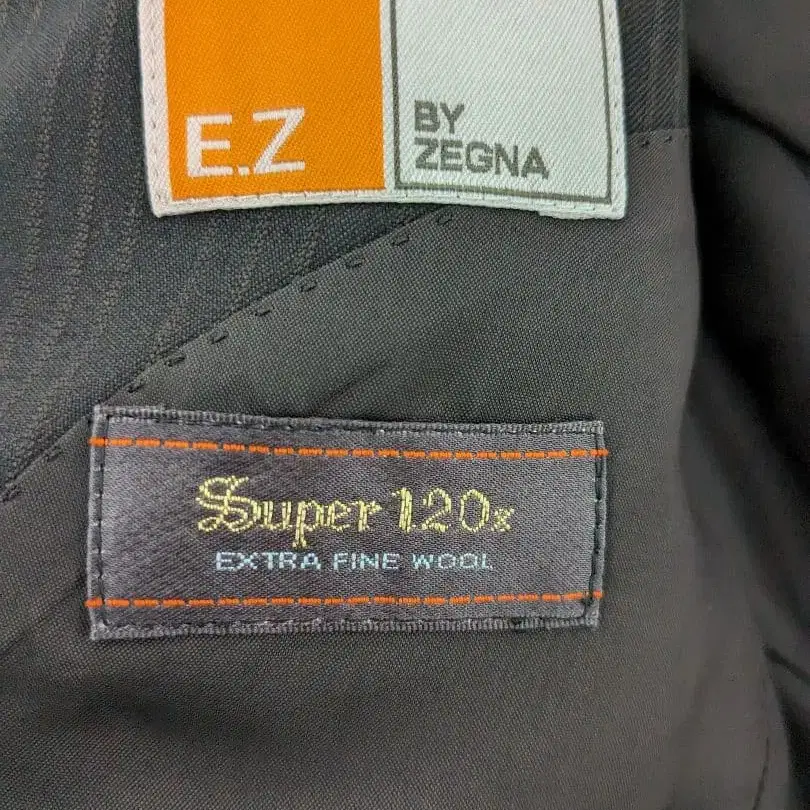 E.Z
BY
ZEGNA
Super 120s
EXTRA FINE WOOL